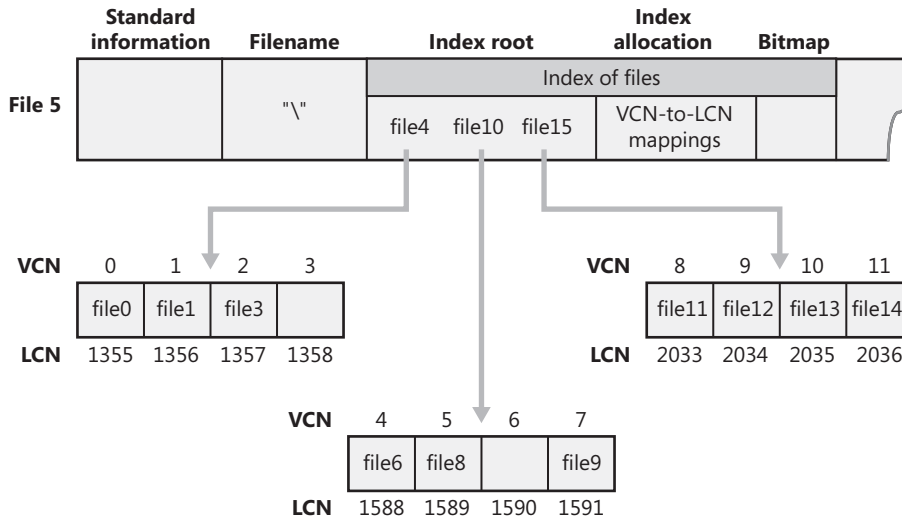 Standard information
Filename
Index root
Index allocation
Bitmap
File 5
Index of files
"\"
file4 file10 file15
VCN-to-LCN mappings
VCN 0 1 2 3
file0 file1 file3
LCN 1355 1356 1357 1358
VCN 8 9 10 11
file11 file12 file13 file14
LCN 2033 2034 2035 2036
VCN 4 5 6 7
file6 file8 file9
LCN 1588 1589 1590 1591